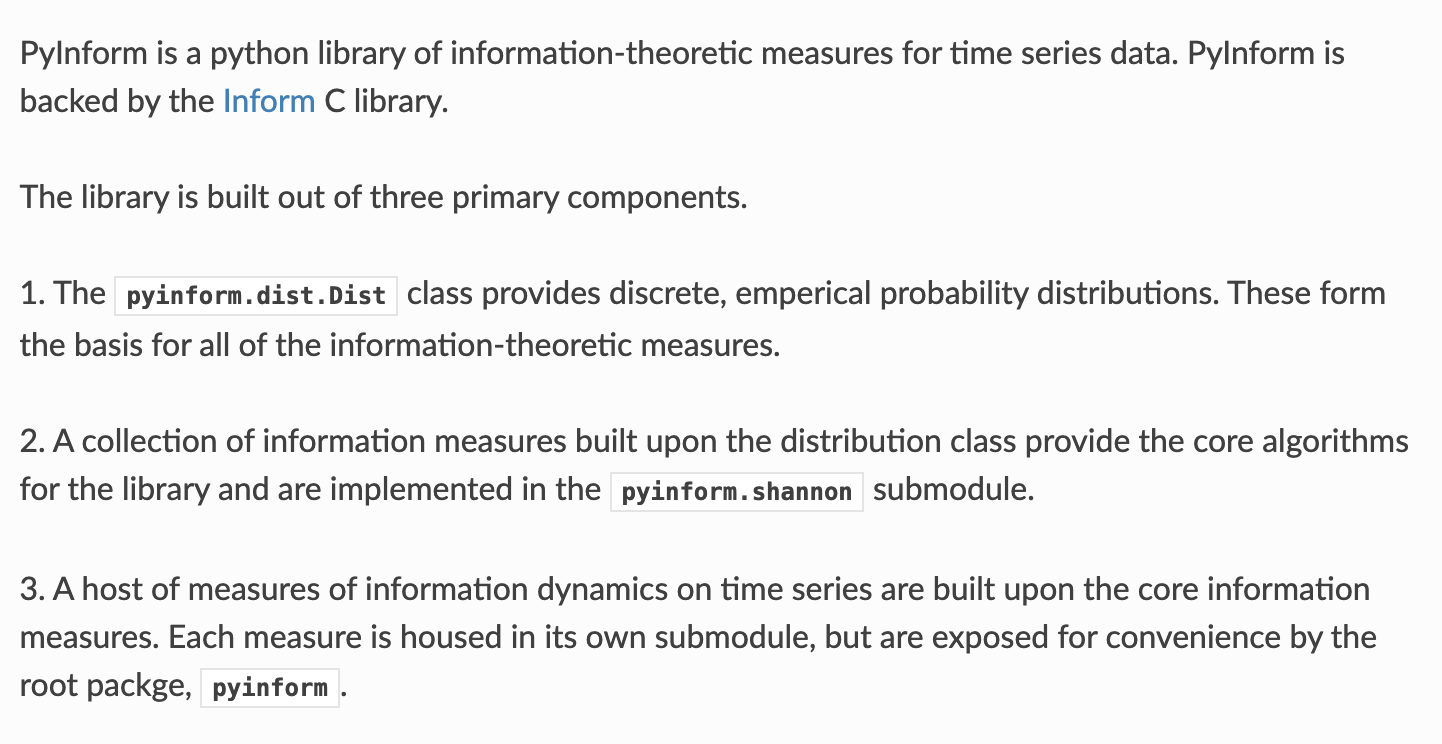 PyInform is a python library of information-theoretic measures for time series data. PyInform is
backed by the Inform C library.
The library is built out of three primary components.
1. The pyinform.dist.Dist class provides discrete, emperical probability distributions. These form
the basis for all of the information-theoretic measures.
2. A collection of information measures built upon the distribution class provide the core algorithms
for the library and are implemented in the pyinform.shannon submodule.
3. A host of measures of information dynamics on time series are built upon the core information
measures. Each measure is housed in its own submodule, but are exposed for convenience by the
root packge, pyinform.